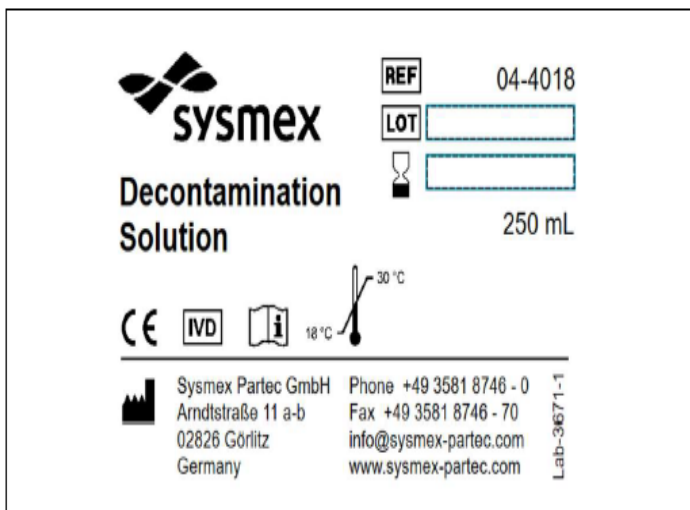 sysmex
REF 04-4018
LOT
Decontamination
Solution
250 mL
CE IVD i
30 °C
18 °C
Sysmex Partec GmbH
Arndtstraße 11 a-b
02826 Görlitz
Germany
Phone +49 3581 8746 - 0
Fax +49 3581 8746 - 70
info@sysmex-partec.com
www.sysmex-partec.com
Lab-3671-1